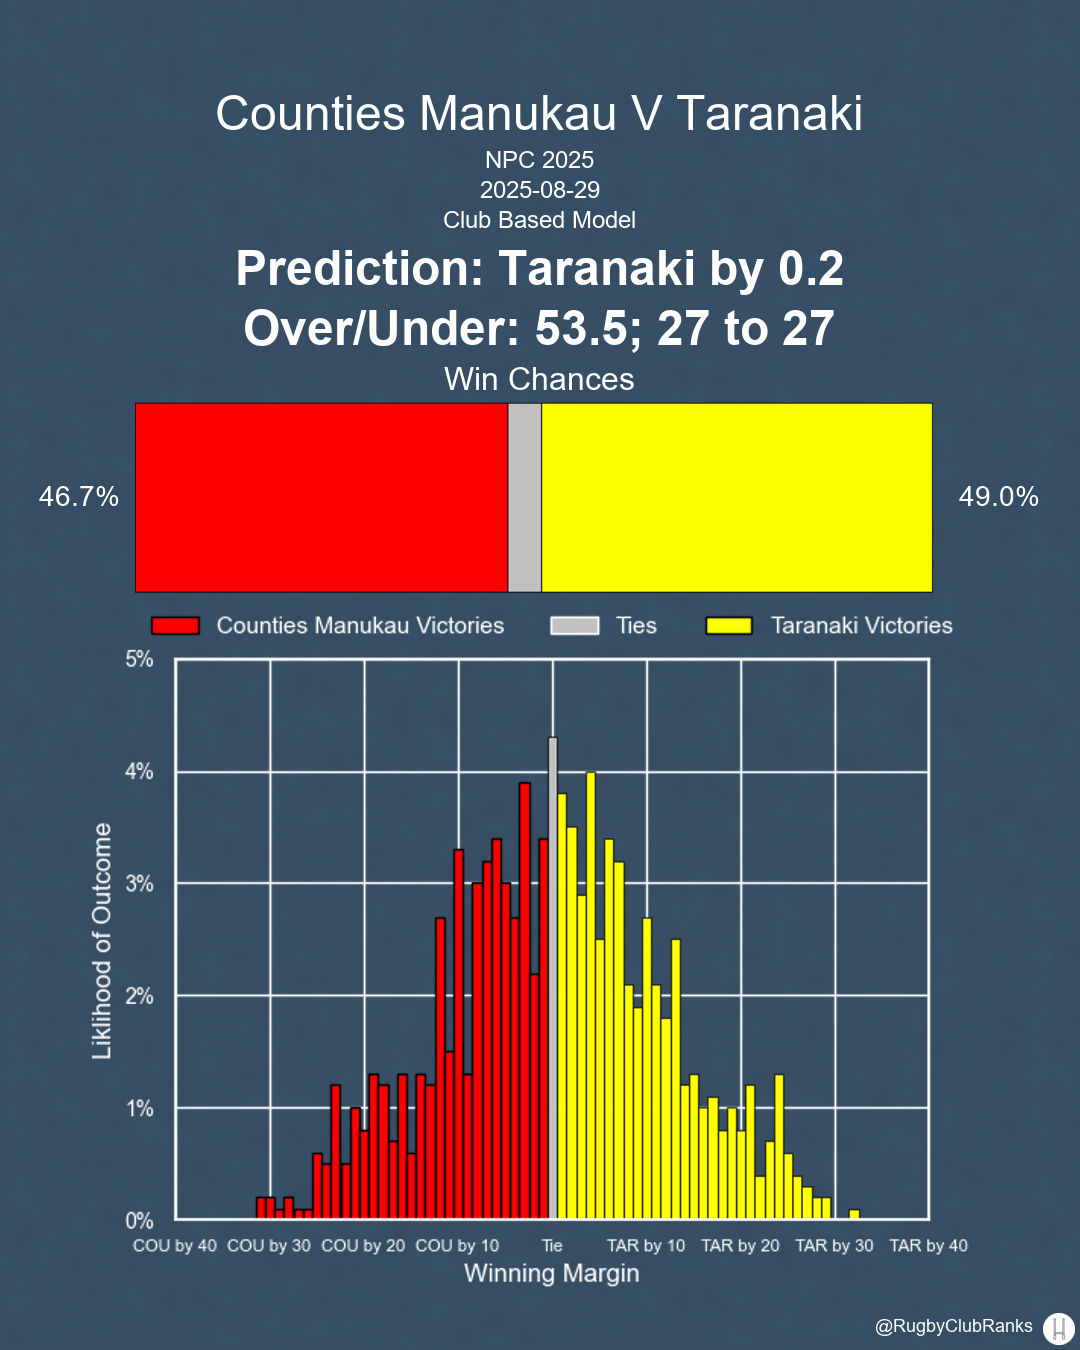 Counties Manukau V Taranaki
NPC 2025
2025-08-29
Club Based Model
Prediction: Taranaki by 0.2
Over/Under: 53.5; 27 to 27
Win Chances
46.7%
49.0%
Counties Manukau Victories
Ties
Taranaki Victories
5%
4%
3%
2%
1%
0%
Liklihood of Outcome
COU by 40
COU by 30
COU by 20
COU by 10
Tie
TAR by 10
TAR by 20
TAR by 30
TAR by 40
Winning Margin
@RugbyClubRanks